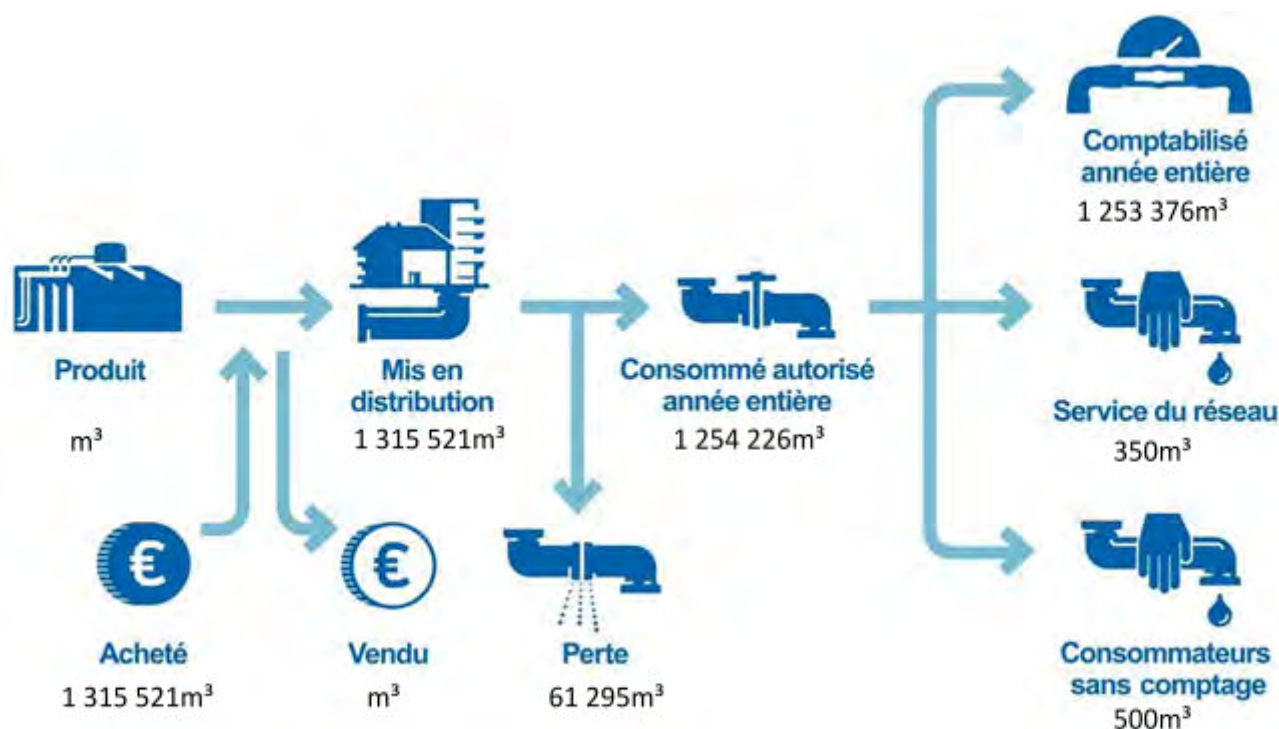 Comptabilisé
année entière
1 253 376m³
Produit
m³
Mis en
distribution
1 315 521m³
Consommé autorisé
année entière
1 254 226m³
Service du réseau
350m³
€
Acheté
1 315 521m³
€
Vendu
m³
Perte
61 295m³
Consommateurs
sans comptage
500m³